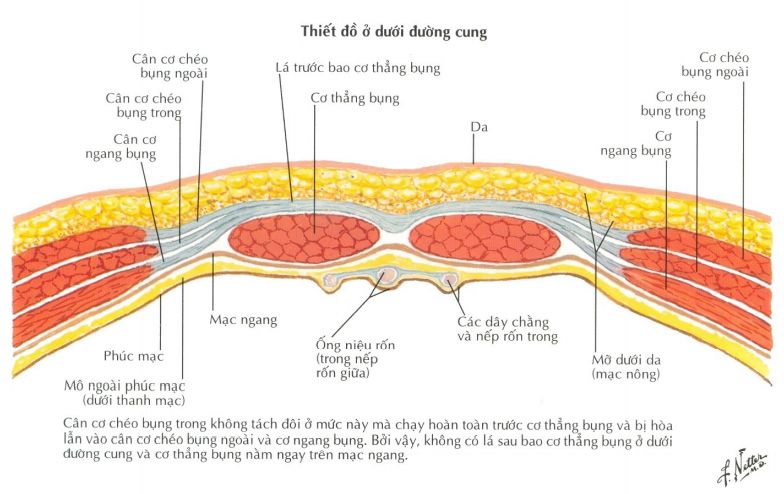 Thiết đồ ở dưới đường cung
Cân cơ chéo
bụng ngoài
Lá trước bao cơ thẳng bụng
Cơ chéo
bụng ngoài
Cân cơ chéo
bụng trong
Cơ thẳng bụng
Cơ chéo
bụng trong
Da
Cân cơ
ngang bụng
Cơ
ngang bụng
Mạc ngang
Các dây chằng
và nếp rốn trong
Ống niệu rốn
(trong nếp
rốn giữa)
Phúc mạc
Mỡ dưới da
(mạc nông)
Mô ngoài phúc mạc
(dưới thanh mạc)
Cân cơ chéo bụng trong không tách đôi ở mức này mà chạy hoàn toàn trước cơ thẳng bụng và bị hòa
lẫn vào cân cơ chéo bụng ngoài và cơ ngang bụng. Bởi vậy, không có lá sau bao cơ thẳng bụng ở dưới
đường cung và cơ thẳng bụng nằm ngay trên mạc ngang.
f. Netter
M.D.